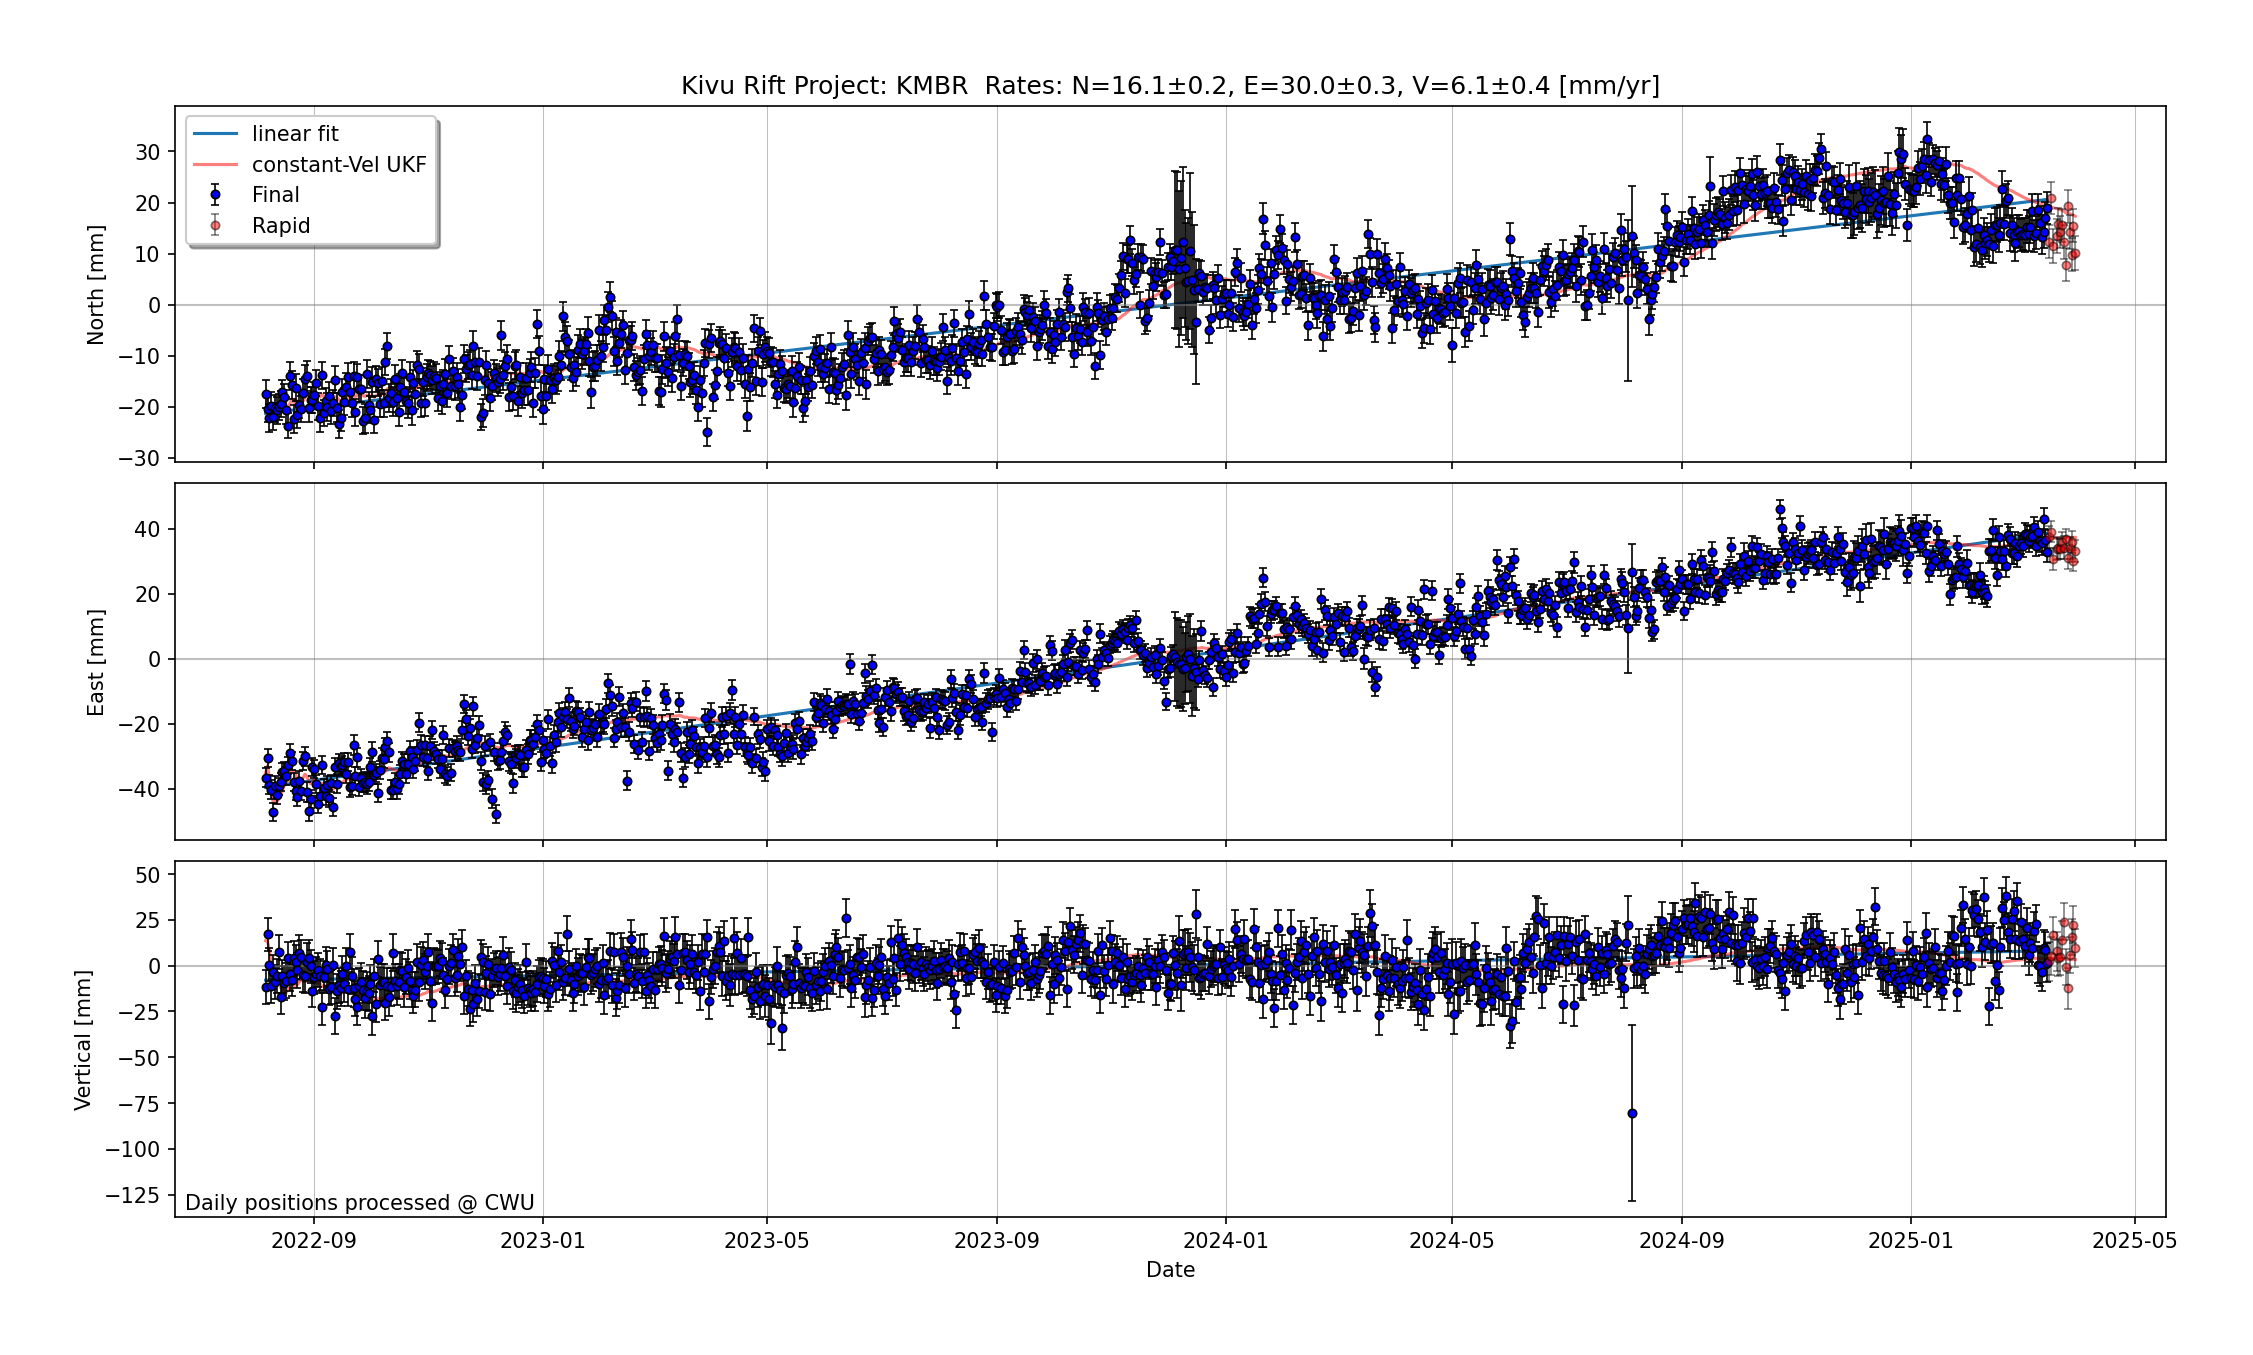 Kivu Rift Project: KMBR  Rates: N=16.1±0.2, E=30.0±0.3, V=6.1±0.4 [mm/yr]
linear fit
constant-Vel UKF
Final
Rapid
North [mm]
30
20
10
0
−10
−20
−30
East [mm]
40
20
0
−20
−40
Vertical [mm]
50
25
0
−25
−50
−75
−100
−125
Daily positions processed @ CWU
2022-09 2023-01 2023-05 2023-09 2024-01 2024-05 2024-09 2025-01 2025-05
Date